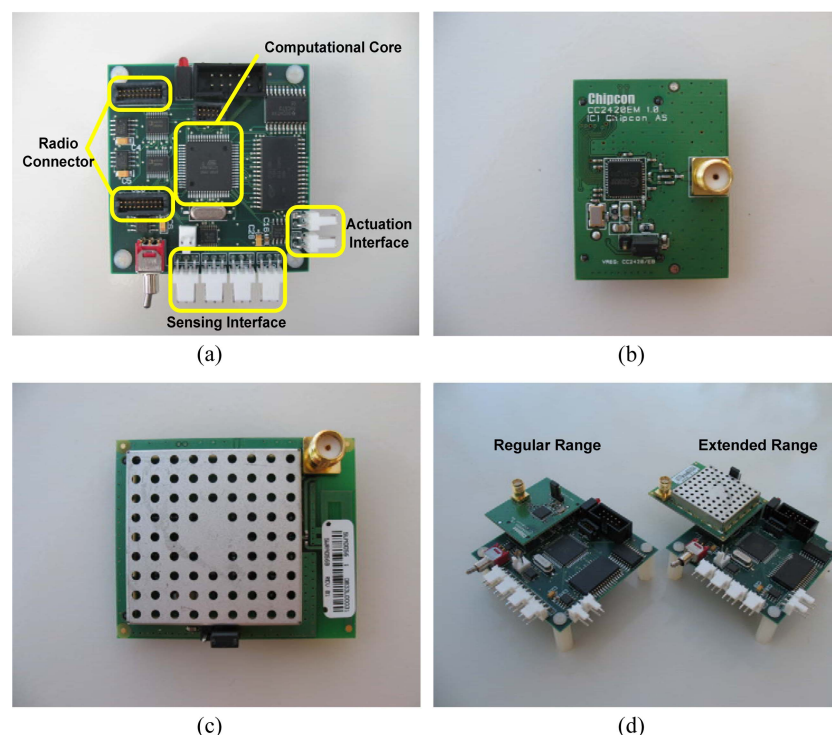 Computational Core
Radio
Connector
Actuation
Interface
Sensing Interface
(a)
Chipcon
CC2420EM 1.0
(C) Chipcon AS
(b)
(c)
Regular Range
Extended Range
(d)